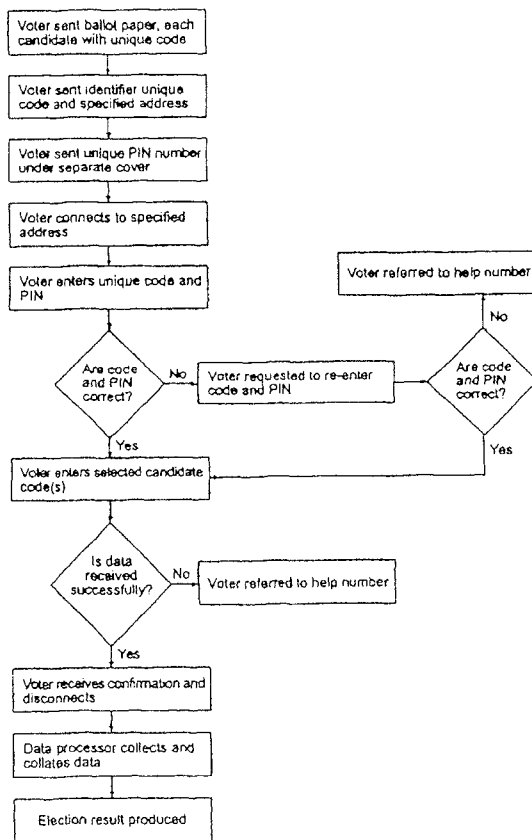 Voter sent ballot paper, each
candidate with unique code
Voter sent identifier unique
code and specified address
Voter sent unique PIN number
under separate cover
Voter connects to specified
address
Voter enters unique code and
PIN
Voter referred to help number
No
Are code
and PIN
correct?
No
Voter requested to re-enter
code and PIN
Are code
and PIN
correct?
Yes
Yes
Voter enters selected candidate
code(s)
Is data
received
successfully?
No
Voter referred to help number
Yes
Voter receives confirmation and
disconnects
Data processor collects and
collates data
Election result produced